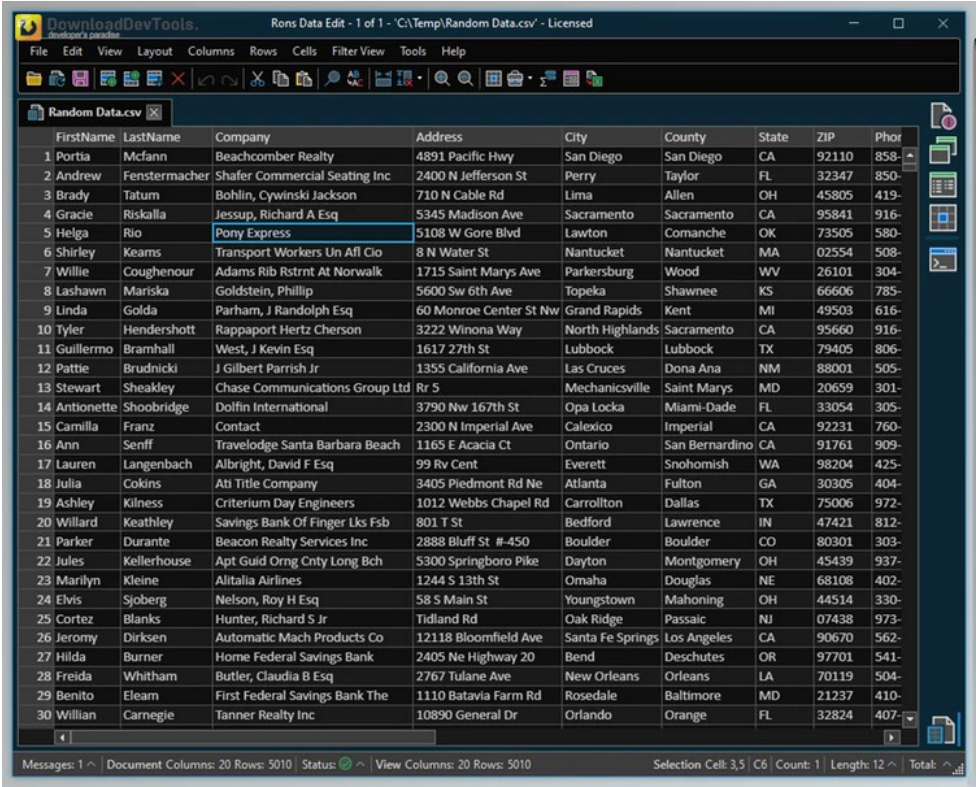 DownloadDevTools.
developer's paradise
Rons Data Edit - 1 of 1 - 'C:\Temp\Random Data.csv' - Licensed
File Edit View Layout Columns Rows Cells Filter View Tools Help
Random Data.csv
FirstName LastName Company Address City County State ZIP Phor
1 Portia Mcfann Beachcomber Realty 4891 Pacific Hwy San Diego San Diego CA 92110 858-
2 Andrew Fenstermacher Shafer Commercial Seating Inc 2400 N Jefferson St Perry Taylor FL 32347 850-
3 Brady Tatum Bohlin, Cywinski Jackson 710 N Cable Rd Lima Allen OH 45805 419-
4 Gracie Riskalla Jessup, Richard A Esq 5345 Madison Ave Sacramento Sacramento CA 95841 916-
5 Helga Rio Pony Express 5108 W Gore Blvd Lawton Comanche OK 73505 580-
6 Shirley Kearns Transport Workers Un Afl Cio 8 N Water St Nantucket Nantucket MA 02554 508-
7 Willie Coughenour Adams Rib Rstrnt At Norwalk 1715 Saint Marys Ave Parkersburg Wood WV 26101 304-
8 Lashawn Mariska Goldstein, Phillip 5600 Sw 6th Ave Topeka Shawnee KS 66606 785-
9 Linda Golda Parham, J Randolph Esq 60 Monroe Center St Nw Grand Rapids Kent MI 49503 616-
10 Tyler Hendershott Rappaport Hertz Cherson 3222 Winona Way North Highlands Sacramento CA 95660 916-
11 Guillermo Bramhall West, J Kevin Esq 1617 27th St Lubbock Lubbock TX 79405 806-
12 Pattie Brudnicki J Gilbert Parrish Jr 1355 California Ave Las Cruces Dona Ana NM 88001 505-
13 Stewart Sheakley Chase Communications Group Ltd Rr 5 Mechanicsville Saint Marys MD 20659 301-
14 Antionette Shoobridge Dolfin International 3790 Nw 167th St Opa Locka Miami-Dade FL 33054 305-
15 Camilla Franz Contact 2300 N Imperial Ave Calexico Imperial CA 92231 760-
16 Ann Senff Travelodge Santa Barbara Beach 1165 E Acacia Ct Ontario San Bernardino CA 91761 909-
17 Lauren Langenbach Albright, David F Esq 99 Rv Cent Everett Snohomish WA 98204 425-
18 Julia Cokins Ati Title Company 3405 Piedmont Rd Ne Atlanta Fulton GA 30305 404-
19 Ashley Kilness Criterium Day Engineers 1012 Webbs Chapel Rd Carrollton Dallas TX 75006 972-
20 Willard Keathley Savings Bank Of Finger Lks Fsb 801 T St Bedford Lawrence IN 47421 812-
21 Parker Durante Beacon Realty Services Inc 2888 Bluff St #-450 Boulder Boulder CO 80301 303-
22 Jules Kellerhouse Apt Guid Orng Cnty Long Bch 5300 Springboro Pike Dayton Montgomery OH 45439 937-
23 Marilyn Kleine Alitalia Airlines 1244 S 13th St Omaha Douglas NE 68108 402-
24 Elvis Sjoberg Nelson, Roy H Esq 58 S Main St Youngstown Mahoning OH 44514 330-
25 Cortez Blanks Hunter, Richard S Jr Tidland Rd Oak Ridge Passaic NJ 07438 973-
26 Jeromy Dirksen Automatic Mach Products Co 12118 Bloomfield Ave Santa Fe Springs Los Angeles CA 90670 562-
27 Hilda Burner Home Federal Savings Bank 2405 Ne Highway 20 Bend Deschutes OR 97701 541-
28 Freida Whitham Butler, Claudia B Esq 2767 Tulane Ave New Orleans Orleans LA 70119 504-
29 Benito Elearn First Federal Savings Bank The 1110 Batavia Farm Rd Rosedale Baltimore MD 21237 410-
30 Willian Carnegie Tanner Realty Inc 10890 General Dr Orlando Orange FL 32824 407-
Messages: 1 Document Columns: 20 Rows: 5010 Status: View Columns: 20 Rows: 5010 Selection Cell: 3,5 C6 Count: 1 Length: 12 Total: